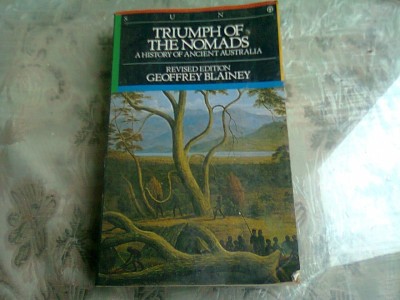 SUN
TRIUMPH OF
THE NOMADS
A HISTORY OF ANCIENT AUSTRALIA
REVISED EDITION
GEOFFREY BLAINEY